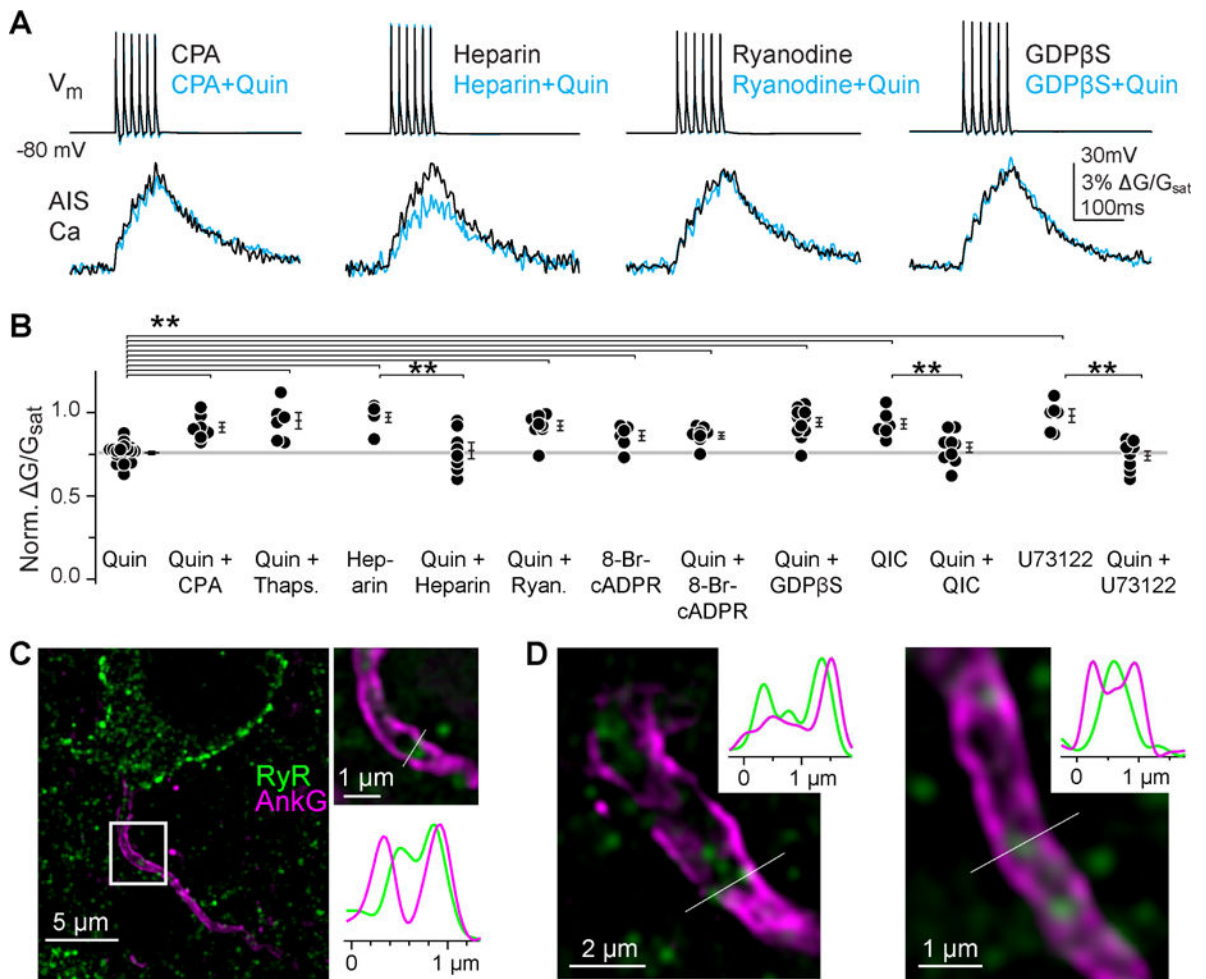 A
CPA
CPA+Quin
Heparin
Heparin+Quin
Ryanodine
Ryanodine+Quin
GDPβS
GDPβS+Quin
Vm
-80 mV
AIS
Ca
30mV
3% ΔG/Gsat
100ms
B
**
**
**
**
Norm. ΔG/Gsat
1.0
0.5
0.0
Quin
Quin +
CPA
Quin +
Thaps.
Hep-
arin
Quin +
Heparin
Quin +
Ryan.
8-Br-
cADPR
Quin +
8-Br-
cADPR
Quin +
GDPβS
QIC
Quin +
QIC
U73122
Quin +
U73122
C
RyR
AnkG
5 µm
1 µm
0
1 µm
D
2 µm
0
1 µm
1 µm
0
1 µm